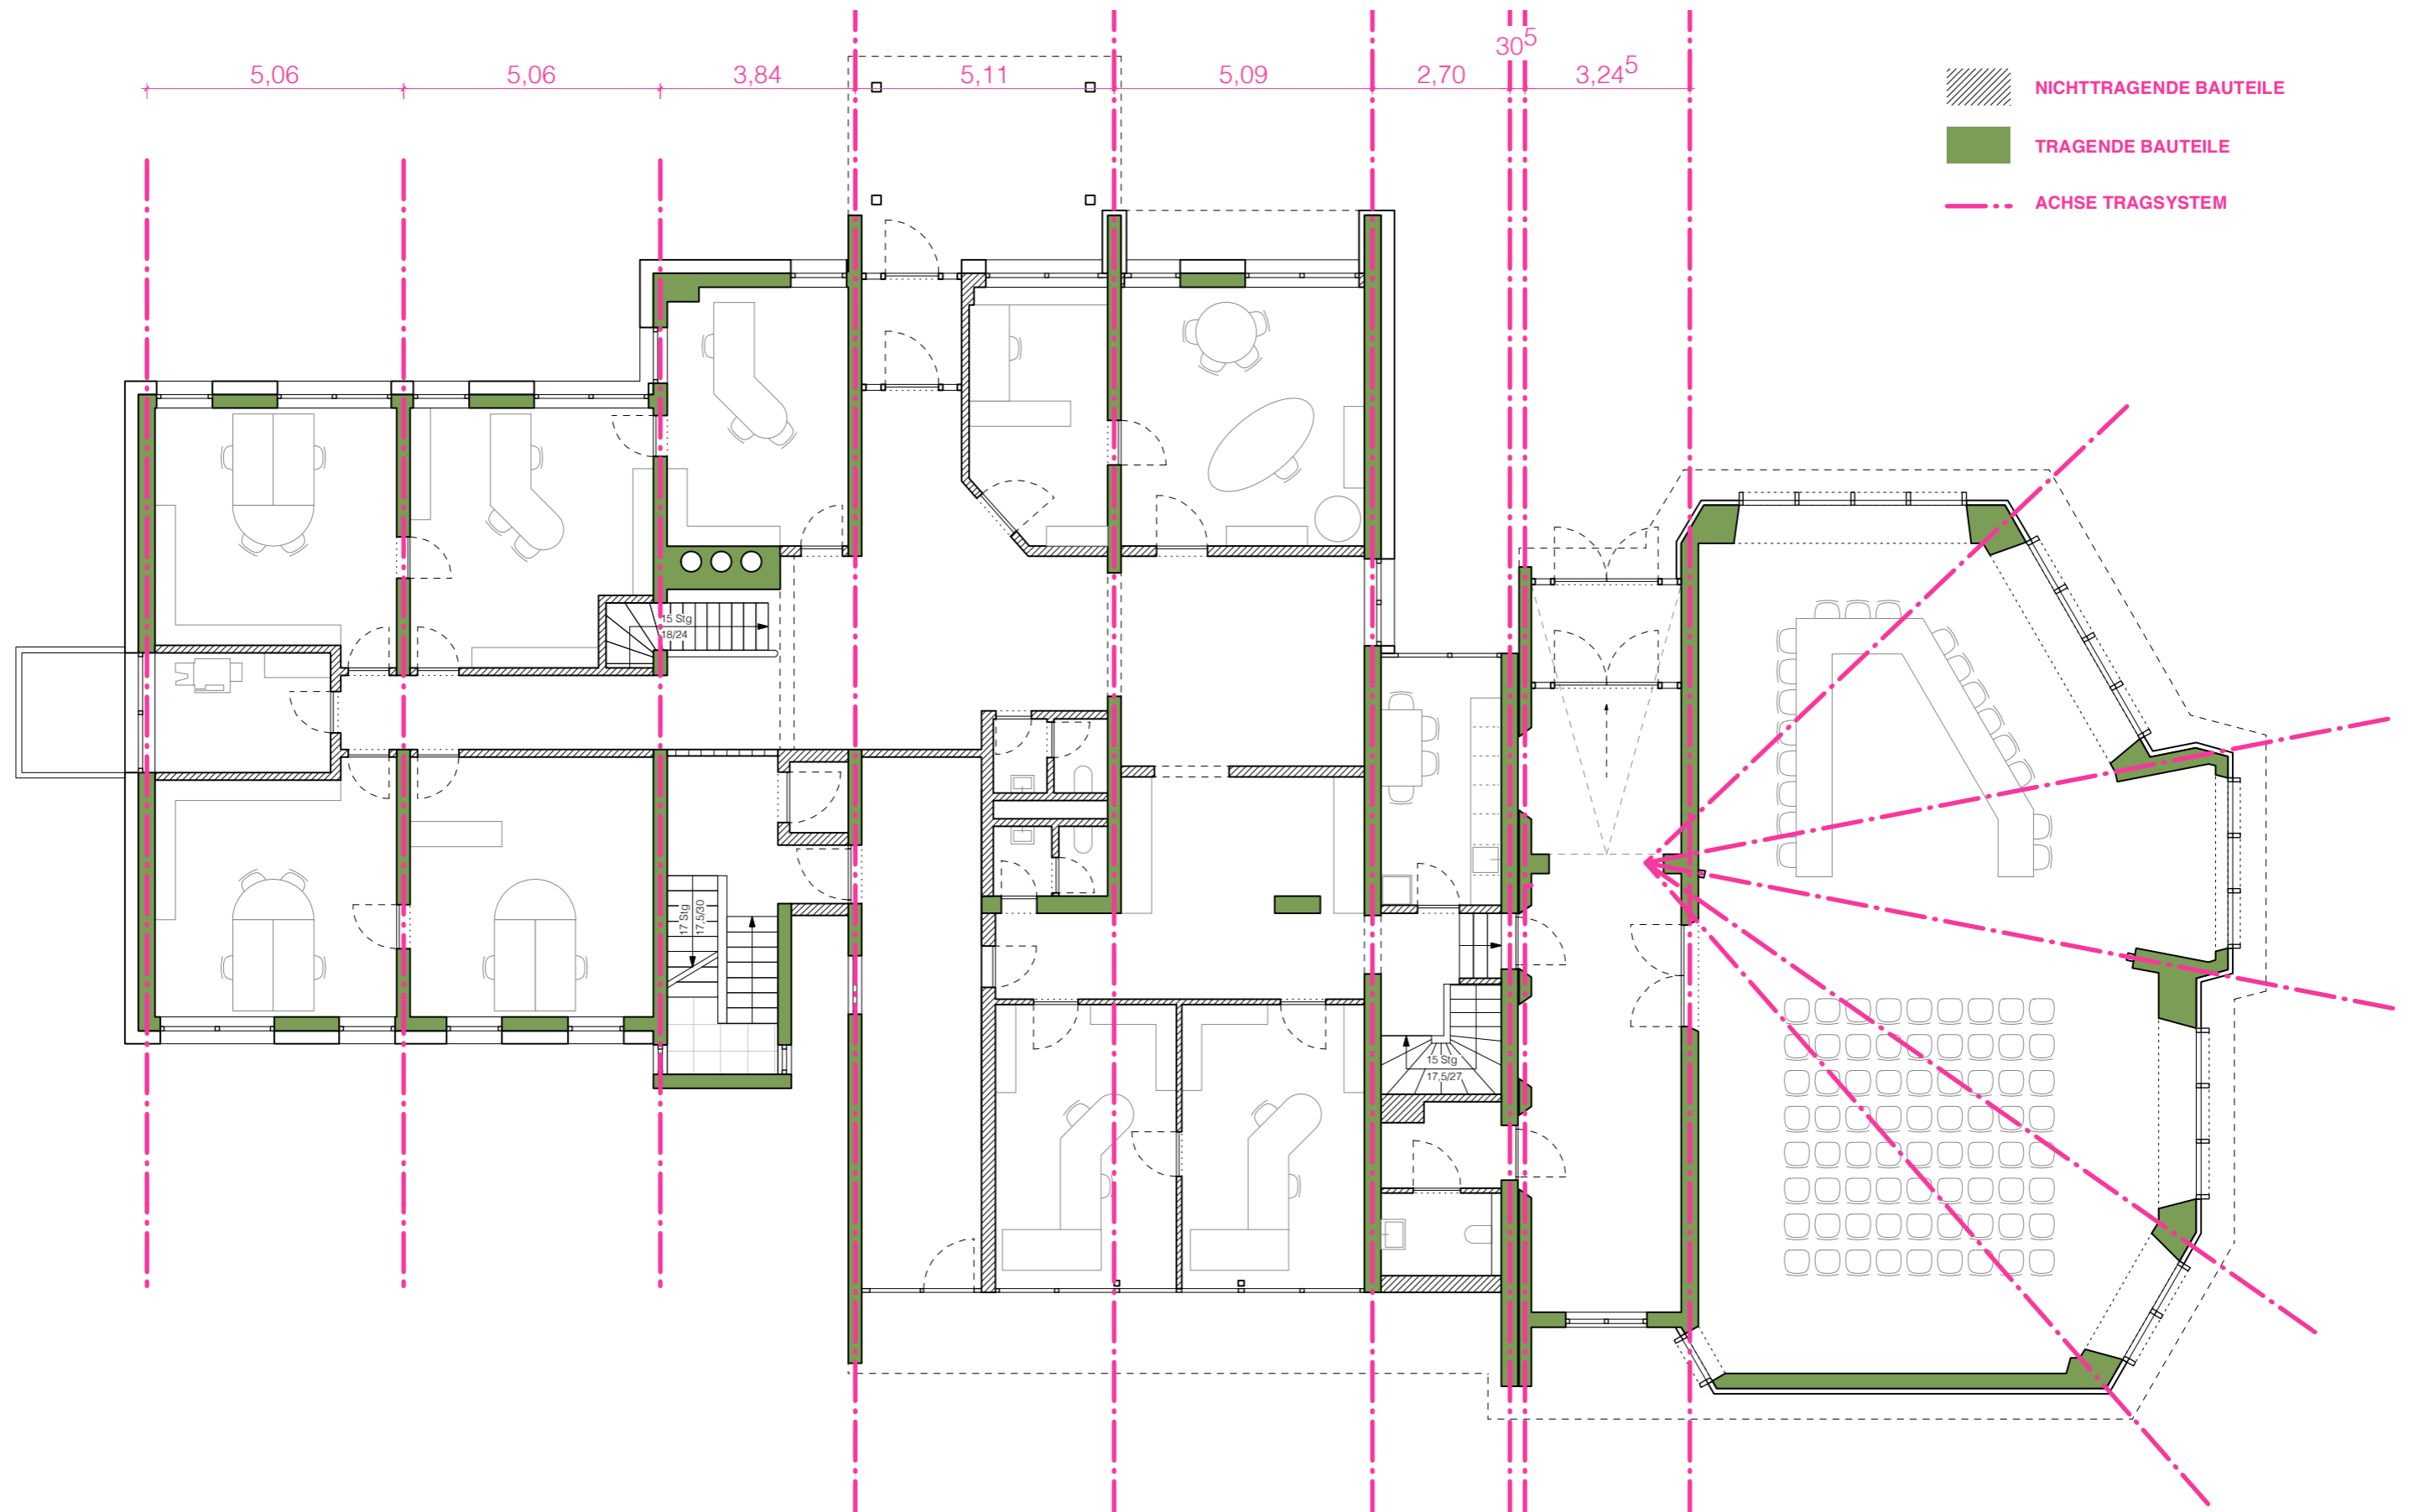 30⁵
5,06 5,06 3,84 5,11 5,09 2,70 3,24⁵
NICHTTRAGENDE BAUTEILE
TRAGENDE BAUTEILE
ACHSE TRAGSYSTEM
15 Stg
18/24
17 Stg
17,5/30
15 Stg
17,5/27